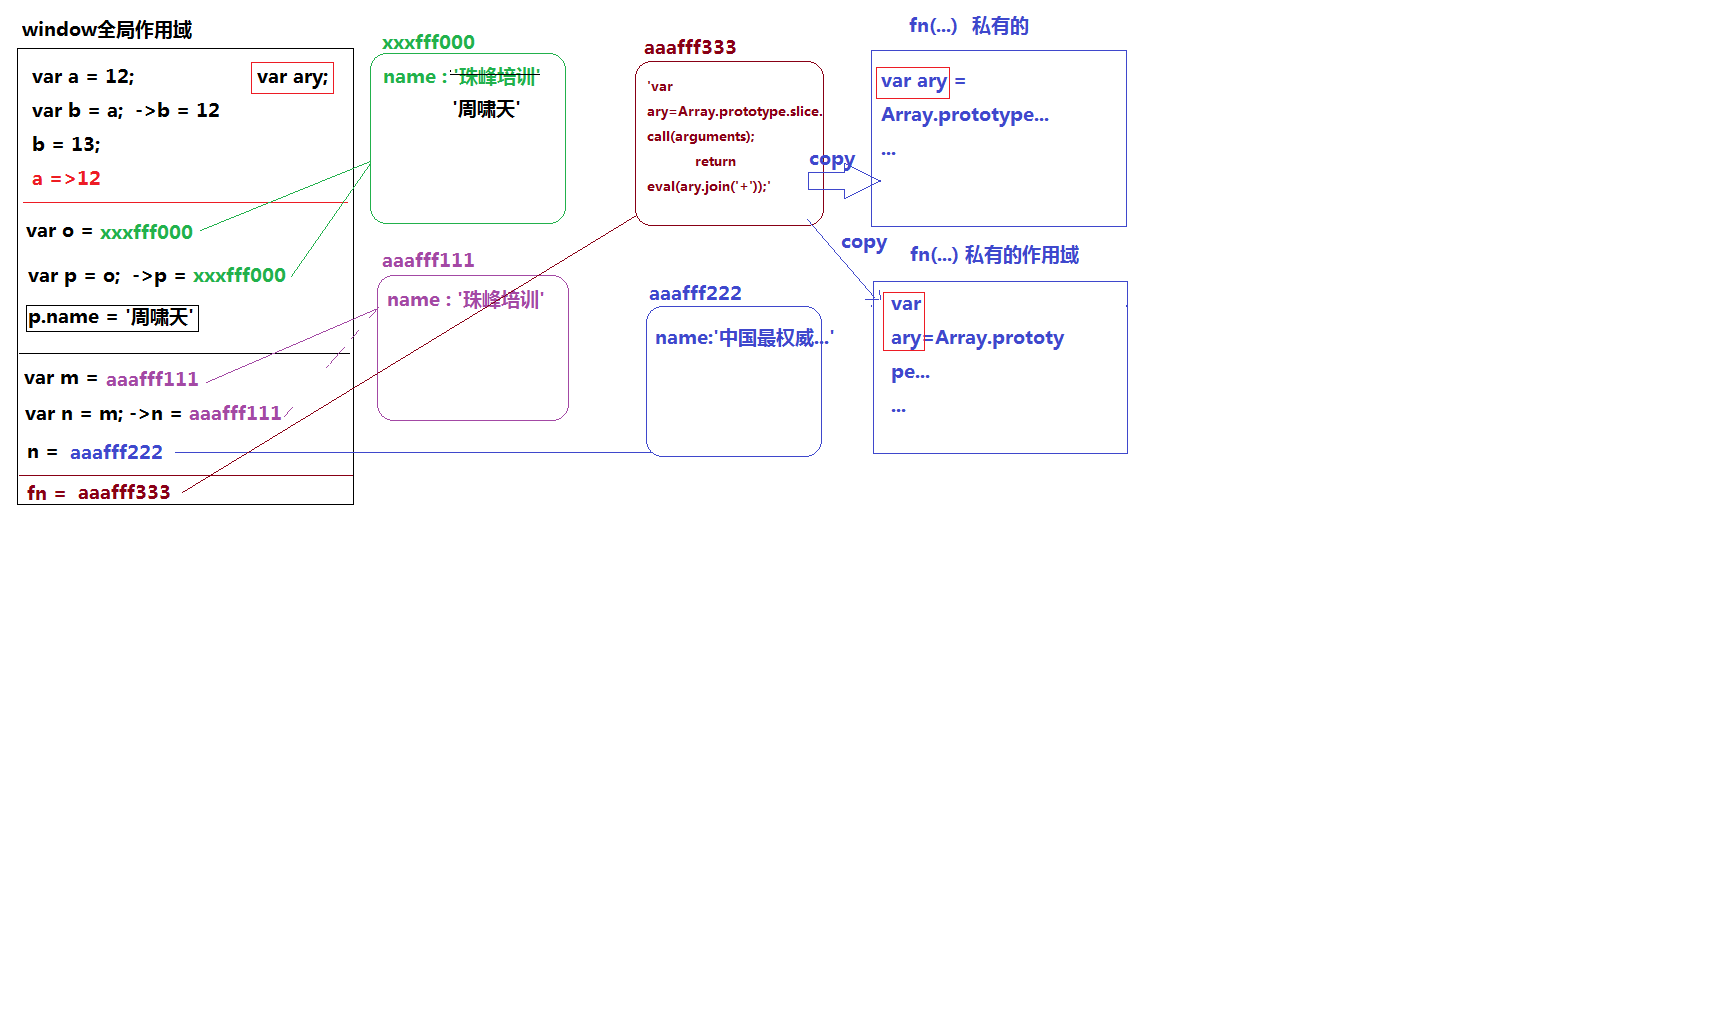 window全局作用域
var a = 12;
var ary;
var b = a;  ->b = 12
b = 13;
a =>12
var o = xxxfff000
var p = o;  ->p = xxxfff000
p.name = '周啸天'
var m = aaafff111
var n = m; ->n = aaafff111
n = aaafff222
fn = aaafff333
xxxfff000
name : '珠峰培训'
'周啸天'
aaafff111
name : '珠峰培训'
aaafff333
'var
ary=Array.prototype.slice.
call(arguments);
return
eval(ary.join('+'));'
copy
copy
aaafff222
name:'中国最权威...'
fn(...)  私有的
var ary =
Array.prototype...
...
fn(...) 私有的作用域
var
ary=Array.prototy
pe...
...